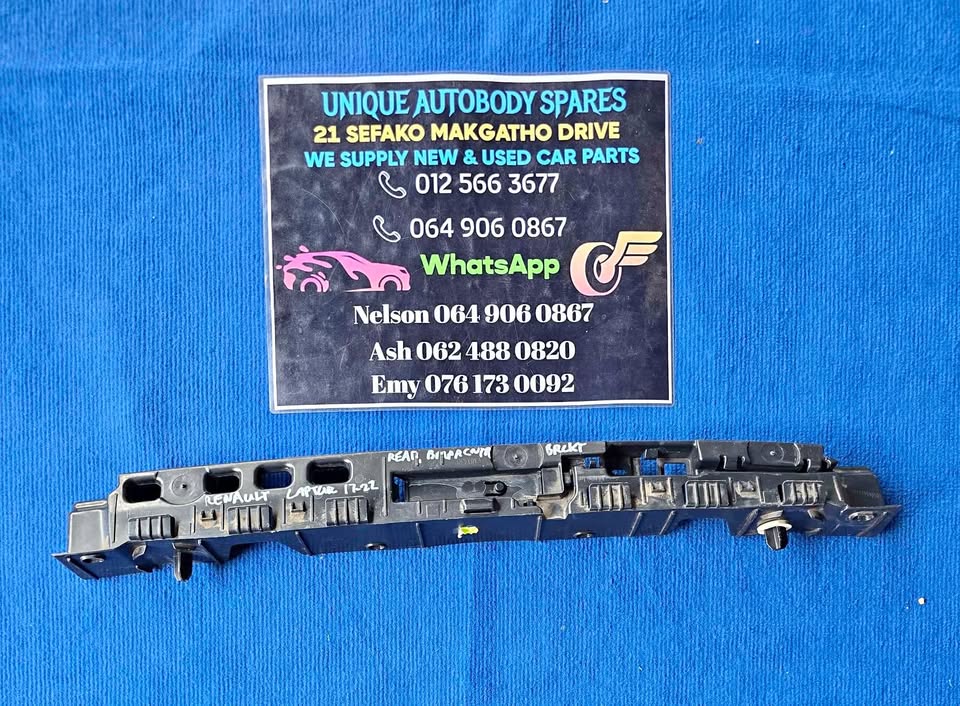 UNIQUE AUTOBODY SPARES
21 SEFAKO MAKGATHO DRIVE
WE SUPPLY NEW & USED CAR PARTS
012 566 3677
064 906 0867
WhatsApp
Nelson 064 906 0867
Ash 062 488 0820
Emy 076 173 0092
REAR BRCKT
RENAULT CAPTUR 17-22